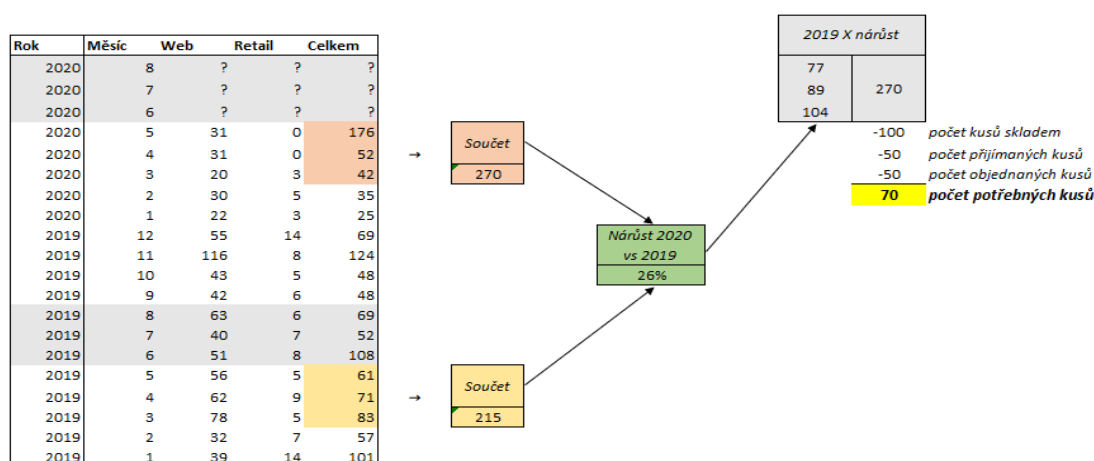 Rok Měsíc Web Retail Celkem
2020 8 ? ? ?
2020 7 ? ? ?
2020 6 ? ? ?
2020 5 31 0 176
2020 4 31 0 52
2020 3 20 3 42
2020 2 30 5 35
2020 1 22 3 25
2019 12 55 14 69
2019 11 116 8 124
2019 10 43 5 48
2019 9 42 6 48
2019 8 63 6 69
2019 7 40 7 52
2019 6 51 8 108
2019 5 56 5 61
2019 4 62 9 71
2019 3 78 5 83
2019 2 32 7 57
2019 1 39 14 101
→
Součet
270
→
Součet
215
Nárůst 2020
vs 2019
26%
2019 X nárůst
77
89 270
104
-100 počet kusů skladem
-50 počet přijímaných kusů
-50 počet objednaných kusů
70 počet potřebných kusů